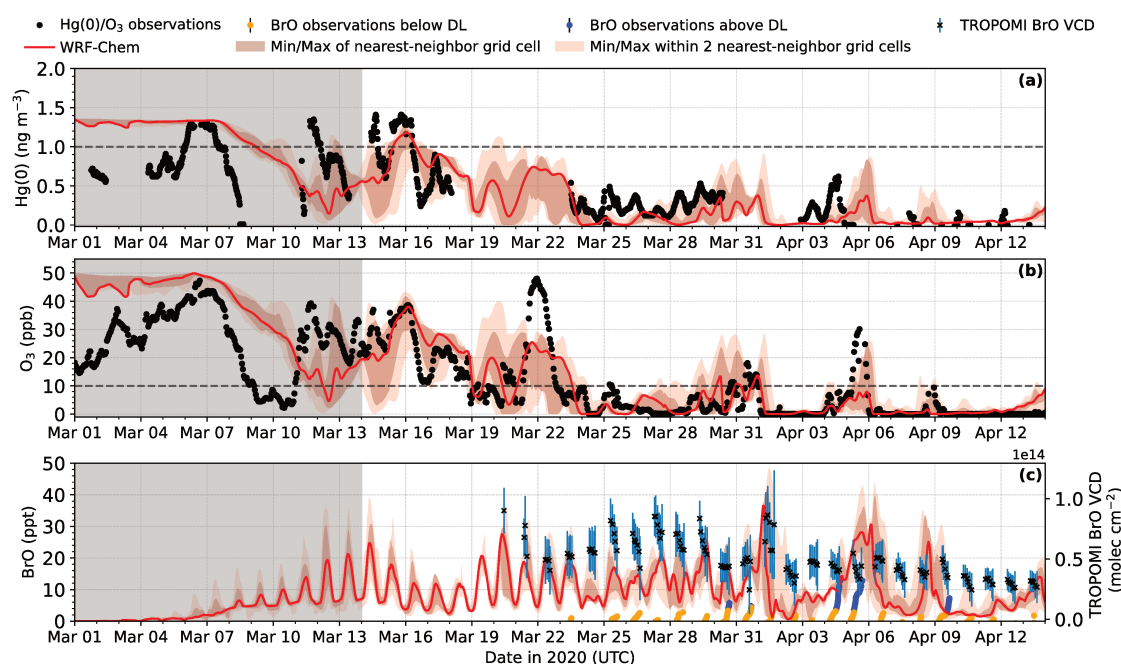 Hg(0)/O₃ observations BrO observations below DL BrO observations above DL TROPOMI BrO VCD
WRF-Chem Min/Max of nearest-neighbor grid cell Min/Max within 2 nearest-neighbor grid cells
(a)
Hg(0) (ng m⁻³)
2.0
1.5
1.0
0.5
0.0
Mar 01 Mar 04 Mar 07 Mar 10 Mar 13 Mar 16 Mar 19 Mar 22 Mar 25 Mar 28 Mar 31 Apr 03 Apr 06 Apr 09 Apr 12
(b)
O₃ (ppb)
50
40
30
20
10
0
Mar 01 Mar 04 Mar 07 Mar 10 Mar 13 Mar 16 Mar 19 Mar 22 Mar 25 Mar 28 Mar 31 Apr 03 Apr 06 Apr 09 Apr 12
1e14
(c)
BrO (ppt)
50
40
30
20
10
0
1.0
0.5
0.0
TROPOMI BrO VCD
(molec cm⁻²)
Mar 01 Mar 04 Mar 07 Mar 10 Mar 13 Mar 16 Mar 19 Mar 22 Mar 25 Mar 28 Mar 31 Apr 03 Apr 06 Apr 09 Apr 12
Date in 2020 (UTC)